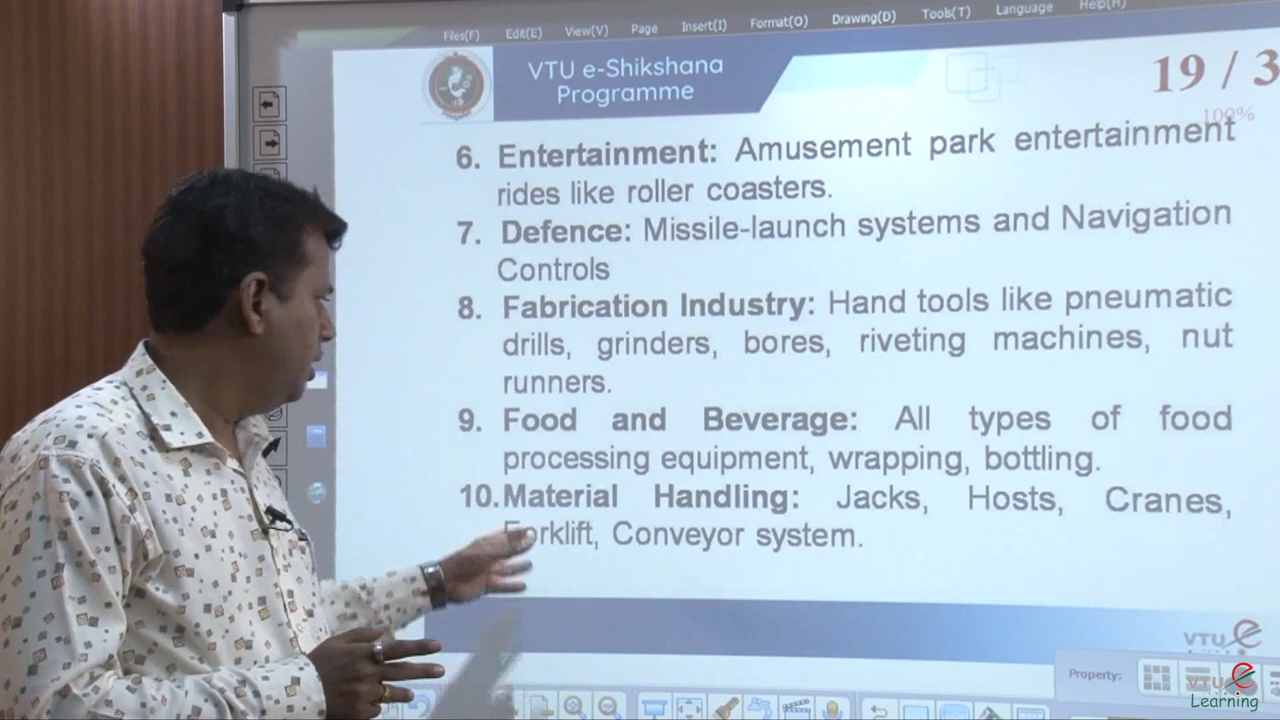 Files(F) Edit(E) View(V) Page Insert(I) Format(O) Drawing(D) Tools(T) Language Help(H)
VTU e-Shikshana
Programme
19 / 3
100%
6. Entertainment: Amusement park entertainment
rides like roller coasters.
7. Defence: Missile-launch systems and Navigation
Controls
8. Fabrication Industry: Hand tools like pneumatic
drills, grinders, bores, riveting machines, nut
runners.
9. Food and Beverage: All types of food
processing equipment, wrapping, bottling.
10. Material Handling: Jacks, Hosts, Cranes,
Forklift, Conveyor system.
VTU e
Property:
VTU e
Learning